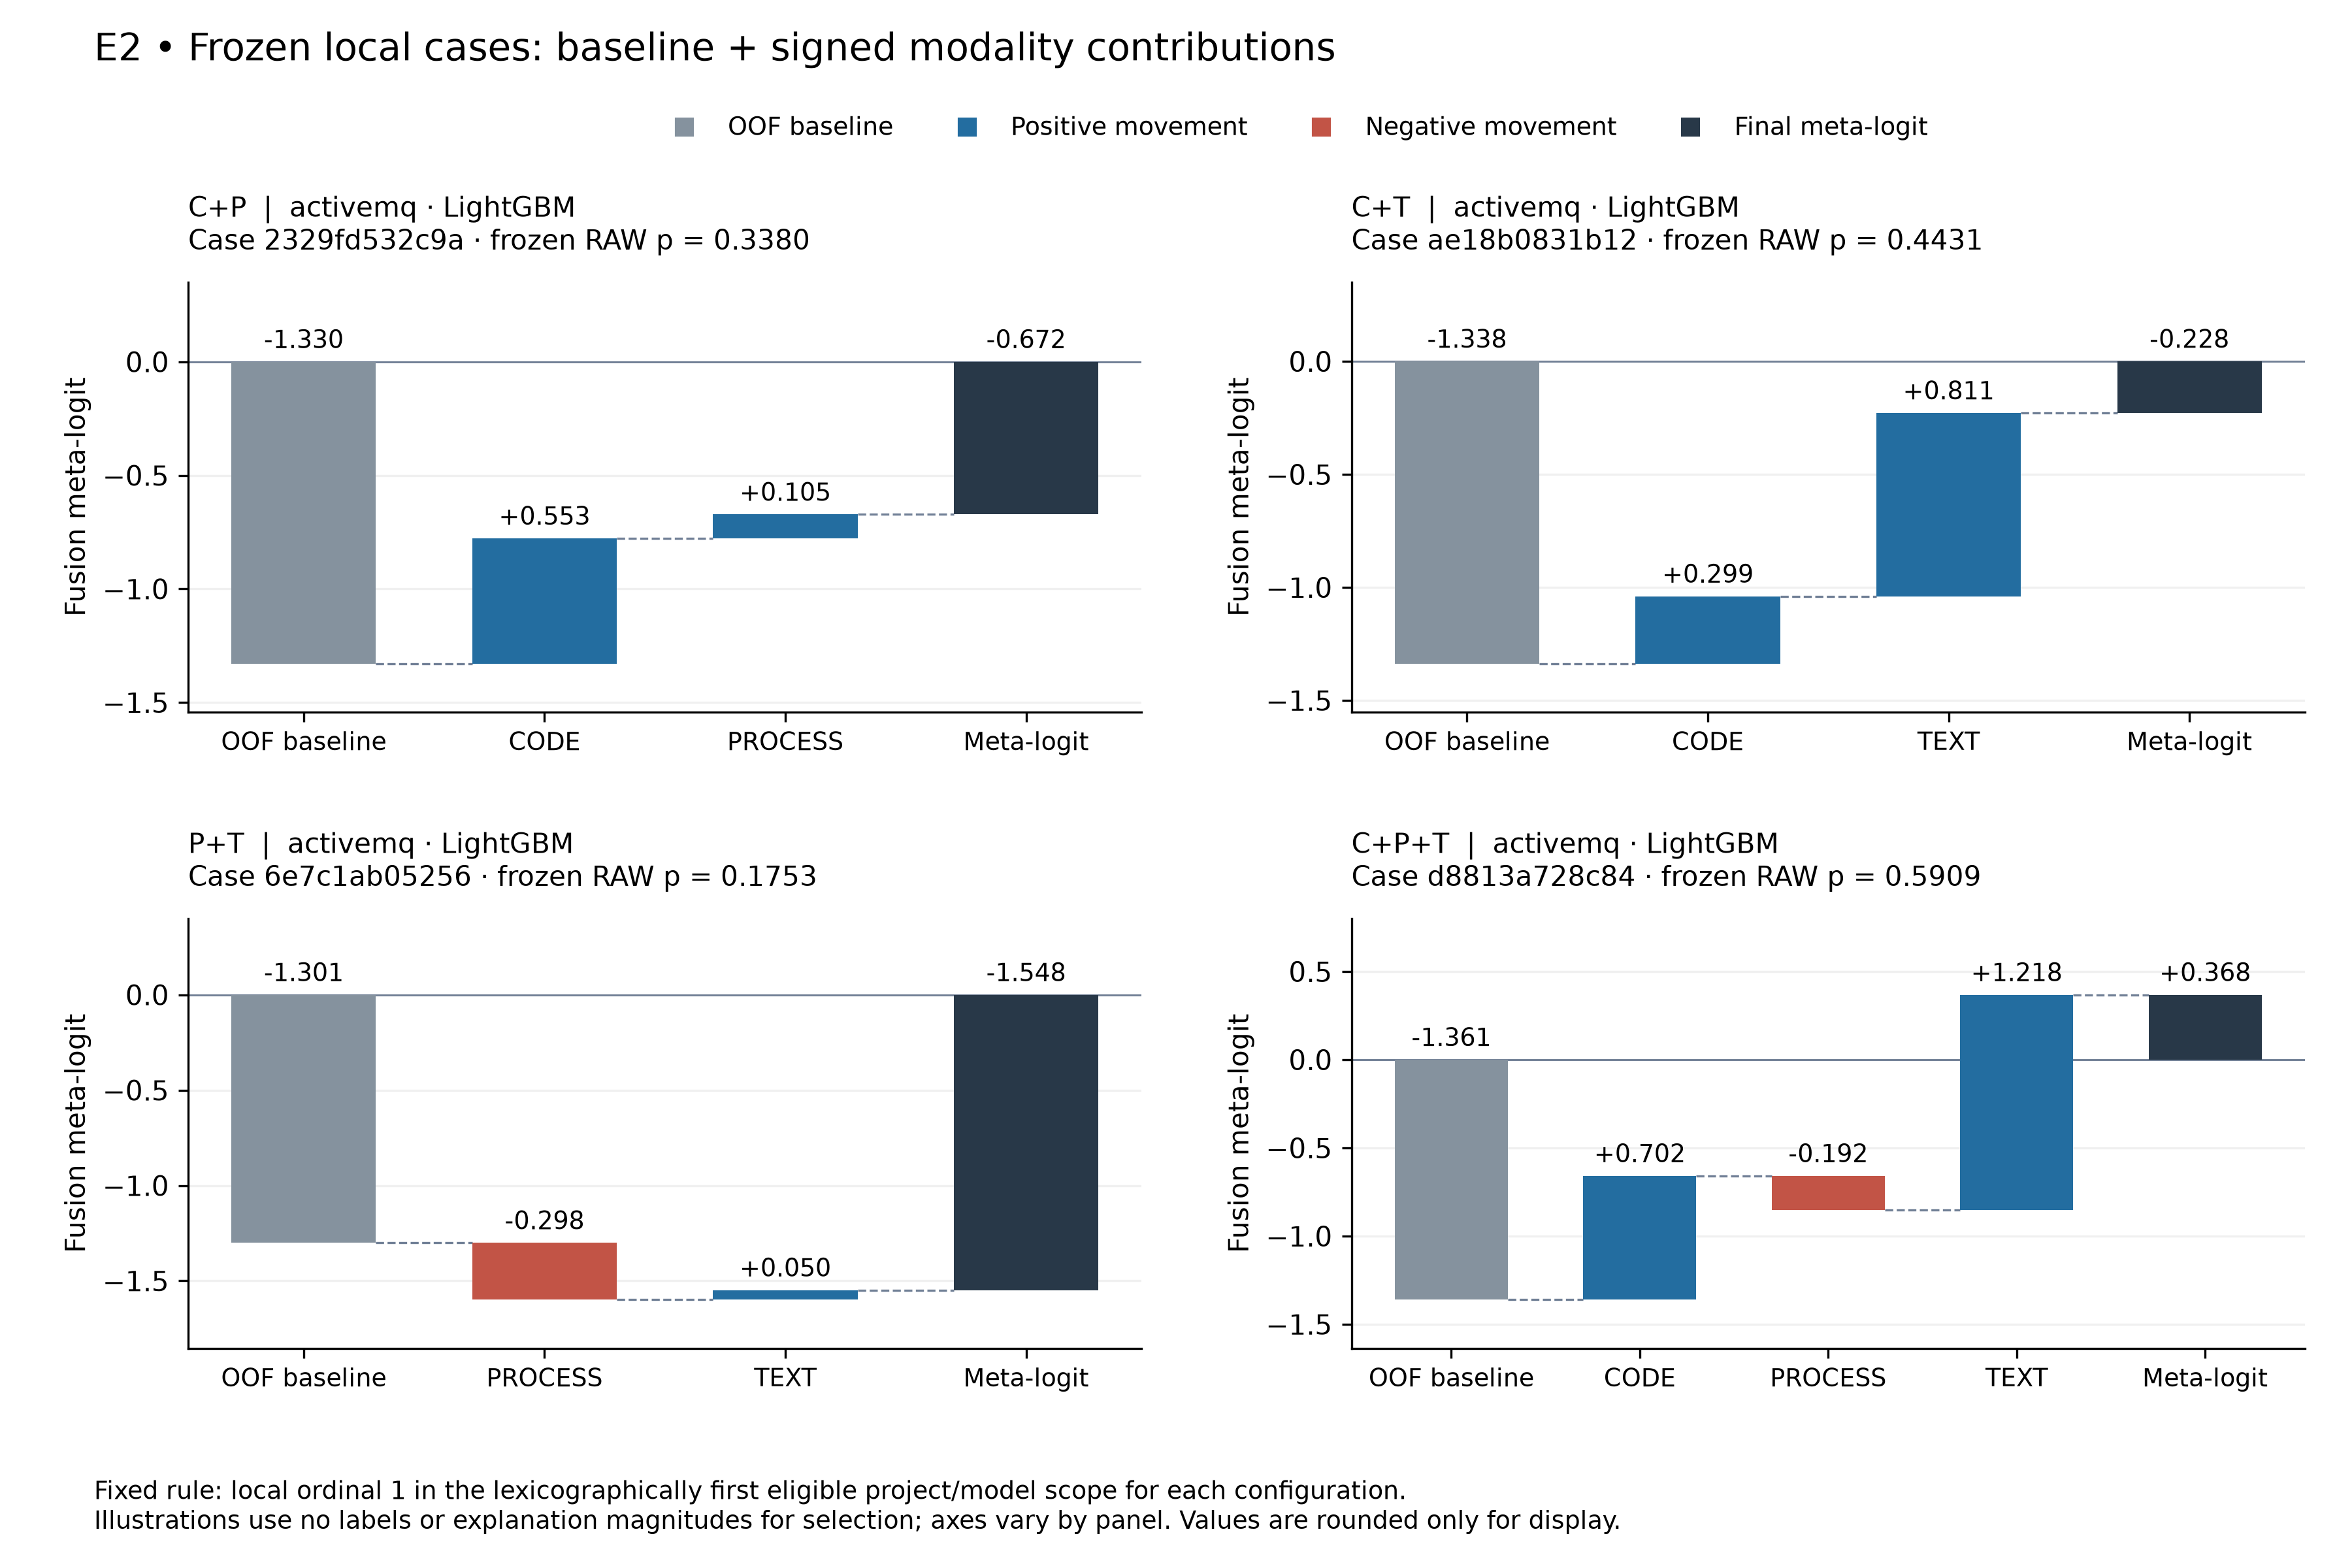 E2 • Frozen local cases: baseline + signed modality contributions
OOF baseline
Positive movement
Negative movement
Final meta-logit
C+P | activemq · LightGBM
Case 2329fd532c9a · frozen RAW p = 0.3380
Fusion meta-logit
0.0
−0.5
−1.0
−1.5
-1.330
+0.553
+0.105
-0.672
OOF baseline
CODE
PROCESS
Meta-logit
C+T | activemq · LightGBM
Case ae18b0831b12 · frozen RAW p = 0.4431
Fusion meta-logit
0.0
−0.5
−1.0
−1.5
-1.338
+0.299
+0.811
-0.228
OOF baseline
CODE
TEXT
Meta-logit
P+T | activemq · LightGBM
Case 6e7c1ab05256 · frozen RAW p = 0.1753
Fusion meta-logit
0.0
−0.5
−1.0
−1.5
-1.301
-0.298
+0.050
-1.548
OOF baseline
PROCESS
TEXT
Meta-logit
C+P+T | activemq · LightGBM
Case d8813a728c84 · frozen RAW p = 0.5909
Fusion meta-logit
0.5
0.0
−0.5
−1.0
−1.5
-1.361
+0.702
-0.192
+1.218
+0.368
OOF baseline
CODE
PROCESS
TEXT
Meta-logit
Fixed rule: local ordinal 1 in the lexicographically first eligible project/model scope for each configuration.
Illustrations use no labels or explanation magnitudes for selection; axes vary by panel. Values are rounded only for display.